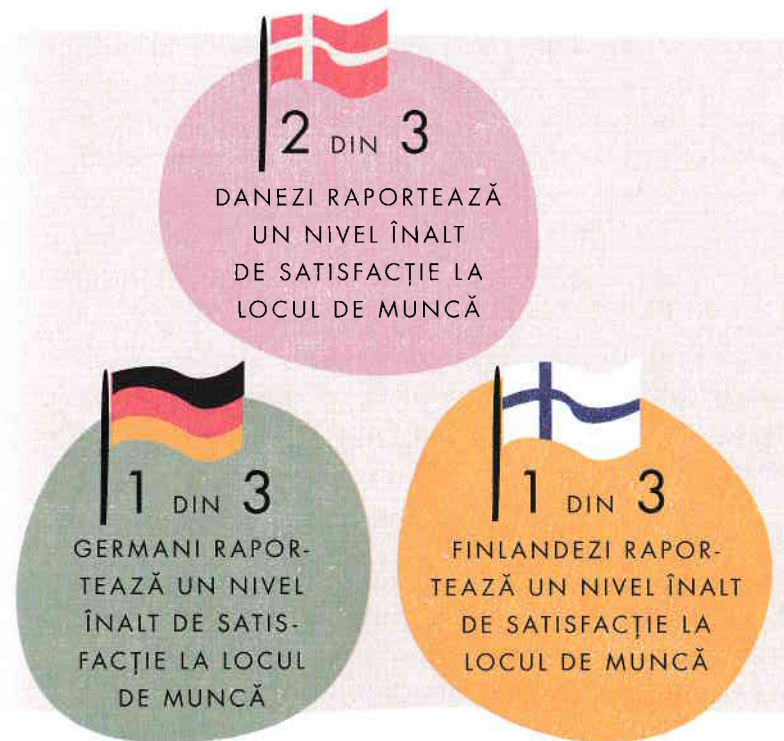 2 DIN 3
DANEZI RAPORTEAZĂ
UN NIVEL ÎNALT
DE SATISFACȚIE LA
LOCUL DE MUNCĂ
1 DIN 3
GERMANI RAPOR-
TEAZĂ UN NIVEL
ÎNALT DE SATIS-
FACȚIE LA LOCUL
DE MUNCĂ
1 DIN 3
FINLANDEZI RAPOR-
TEAZĂ UN NIVEL ÎNALT
DE SATISFACȚIE LA
LOCUL DE MUNCĂ